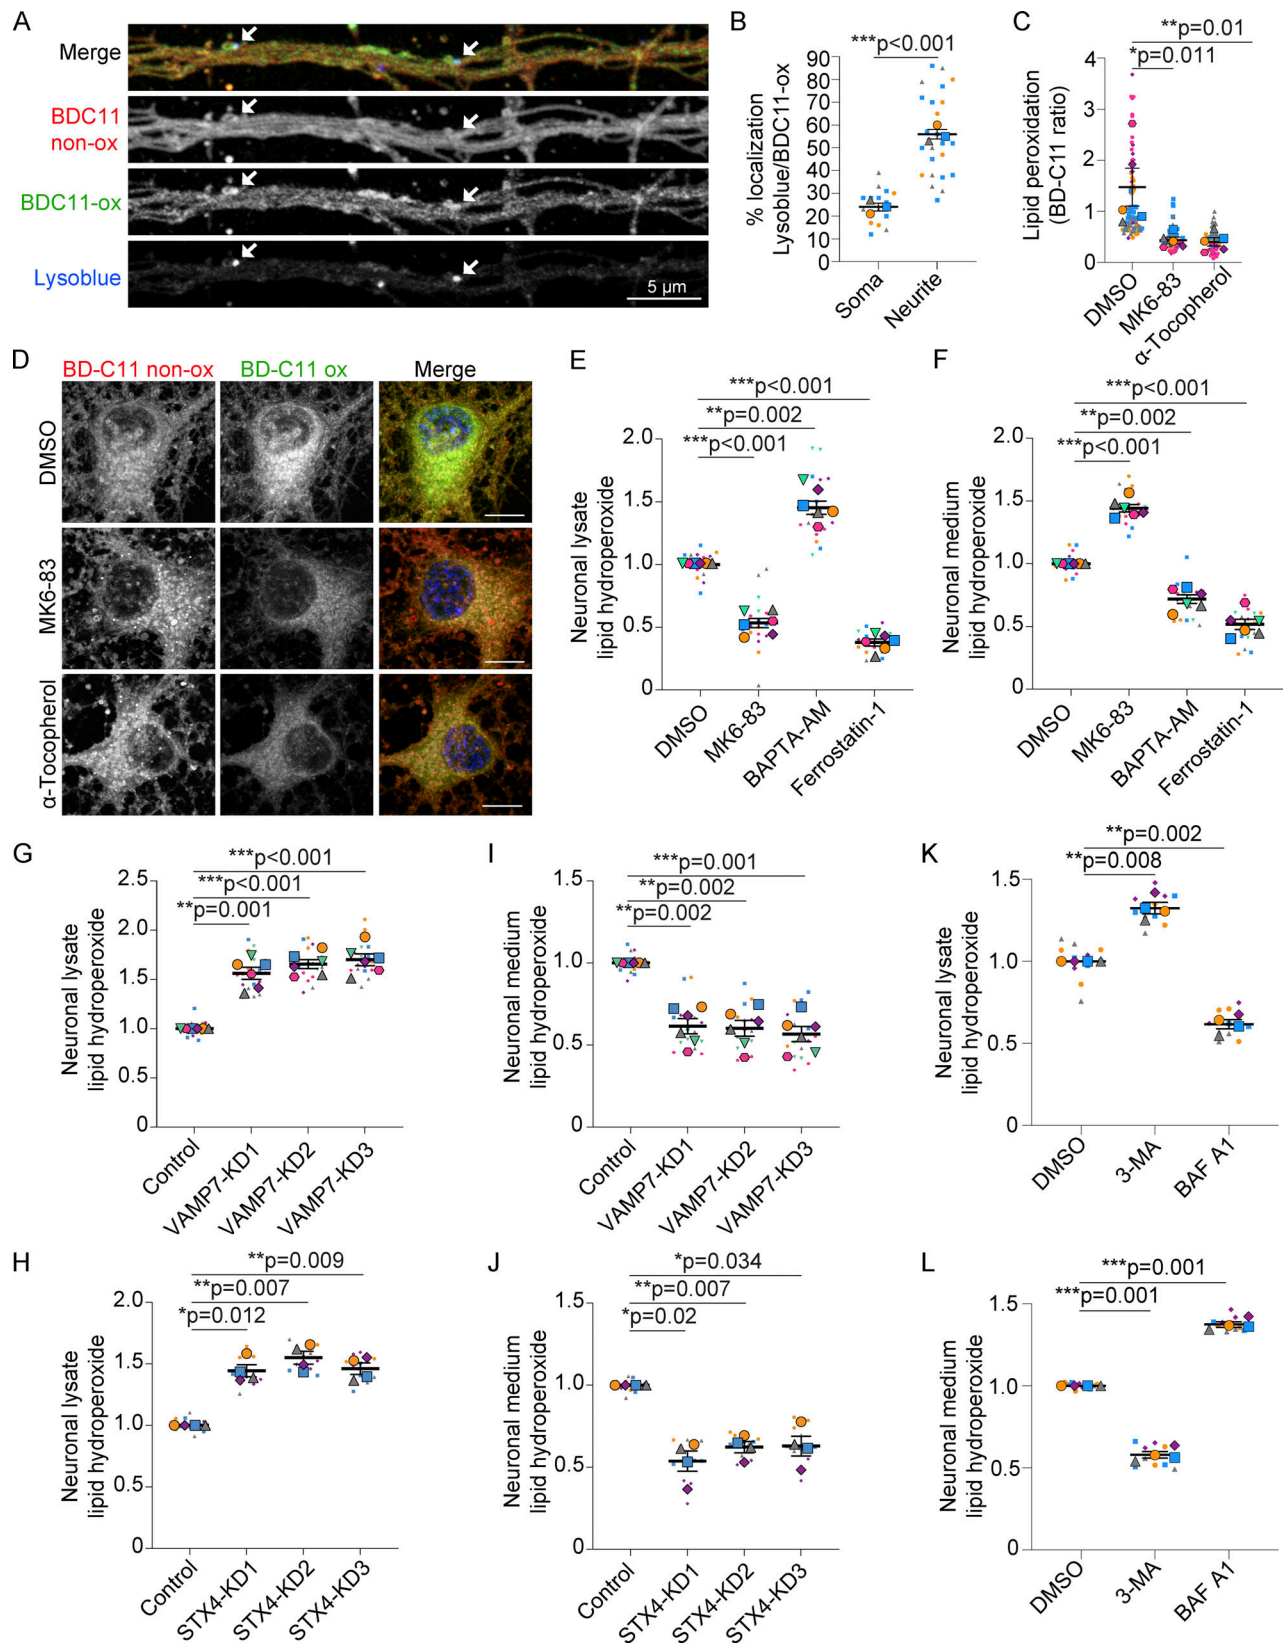 A
Merge
BDC11
non-ox
BDC11-ox
Lysoblue
5 µm
B
***p<0.001
% localization
Lysoblue/BDC11-ox
90
80
70
60
50
40
30
20
10
0
Soma
Neurite
C
**p=0.01
*p=0.011
Lipid peroxidation
(BD-C11 ratio)
4
3
2
1
0
DMSO
MK6-83
α-Tocopherol
D
BD-C11 non-ox
BD-C11 ox
Merge
DMSO
MK6-83
α-Tocopherol
E
***p<0.001
**p=0.002
***p<0.001
Neuronal lysate
lipid hydroperoxide
2.0
1.5
1.0
0.5
0
DMSO
MK6-83
BAPTA-AM
Ferrostatin-1
F
***p<0.001
**p=0.002
***p<0.001
Neuronal medium
lipid hydroperoxide
2.0
1.5
1.0
0.5
0
DMSO
MK6-83
BAPTA-AM
Ferrostatin-1
G
***p<0.001
***p<0.001
**p=0.001
Neuronal lysate
lipid hydroperoxide
2.5
2.0
1.5
1.0
0.5
0
Control
VAMP7-KD1
VAMP7-KD2
VAMP7-KD3
I
***p=0.001
**p=0.002
**p=0.002
Neuronal medium
lipid hydroperoxide
1.5
1.0
0.5
0
Control
VAMP7-KD1
VAMP7-KD2
VAMP7-KD3
K
**p=0.002
**p=0.008
Neuronal lysate
lipid hydroperoxide
1.5
1.0
0.5
0
DMSO
3-MA
BAF A1
H
**p=0.009
**p=0.007
*p=0.012
Neuronal lysate
lipid hydroperoxide
2.0
1.5
1.0
0.5
0
Control
STX4-KD1
STX4-KD2
STX4-KD3
J
*p=0.034
**p=0.007
*p=0.02
Neuronal medium
lipid hydroperoxide
1.5
1.0
0.5
0
Control
STX4-KD1
STX4-KD2
STX4-KD3
L
***p=0.001
***p=0.001
Neuronal medium
lipid hydroperoxide
1.5
1.0
0.5
0
DMSO
3-MA
BAF A1